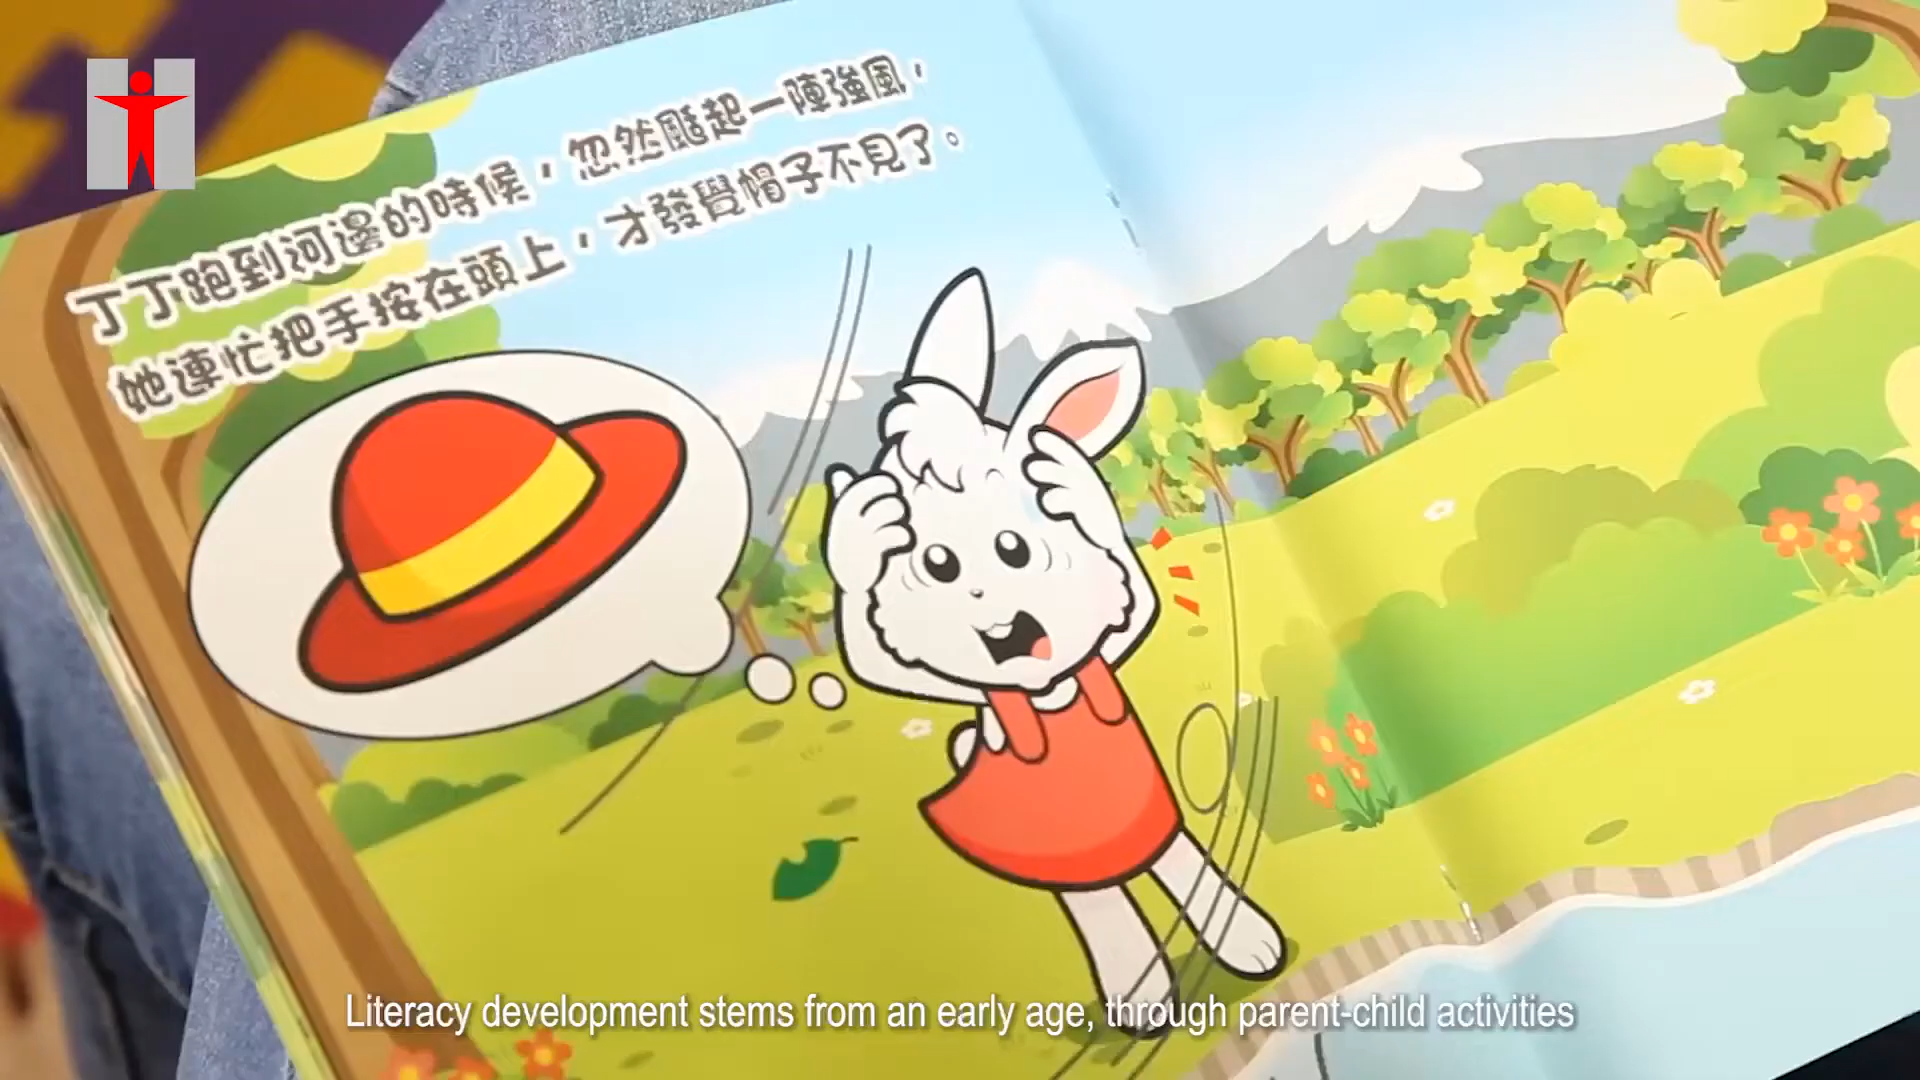 丁丁跑到河邊的時候，忽然颳起一陣強風，
她連忙把手按在頭上，才發覺帽子不見了。
Literacy development stems from an early age, through parent-child activities